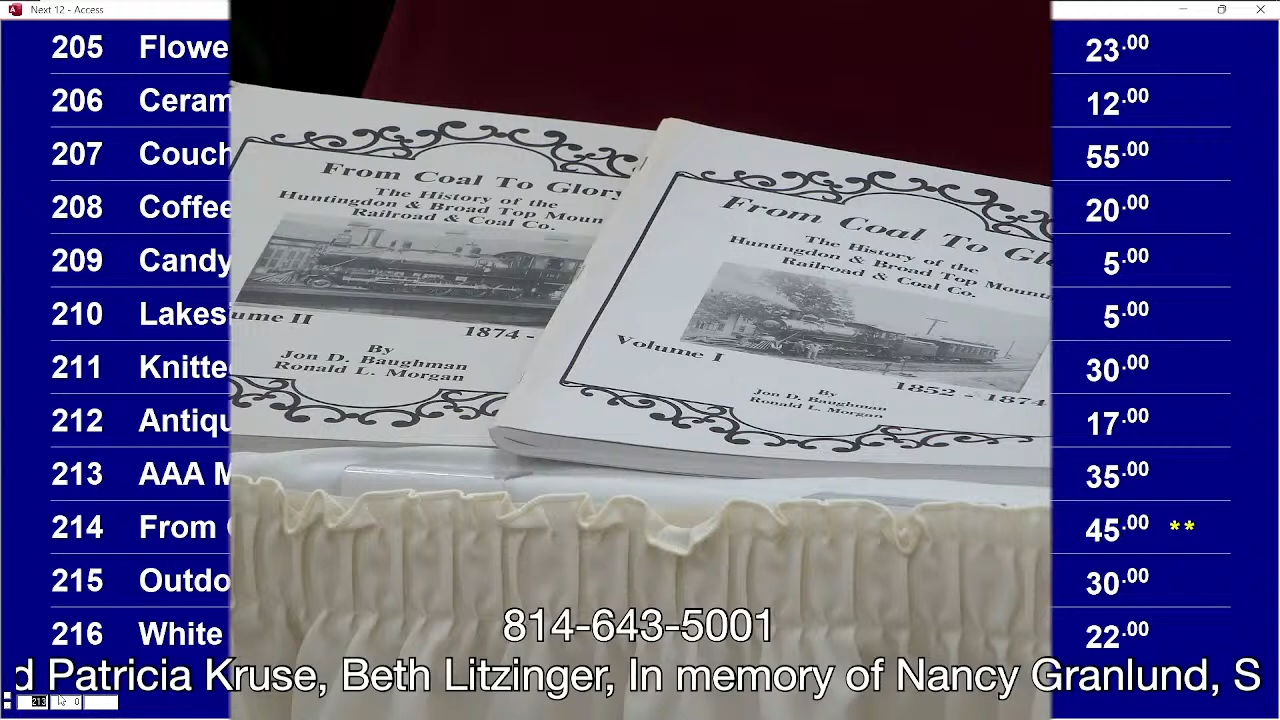 Next 12 - Access
205 Flowe 23.00
206 Ceram 12.00
207 Couch 55.00
208 Coffee 20.00
209 Candy 5.00
210 Lakes 5.00
211 Knitte 30.00
212 Antiqu 17.00
213 AAA M 35.00
214 From 45.00 **
215 Outdo 30.00
216 White 22.00
From Coal To Glory
The History of the
Huntingdon & Broad Top Moun
Railroad & Coal Co.
ume II
1874 -
By
Jon D. Baughman
Ronald L. Morgan
From Coal To Gl
The History of the
Huntingdon & Broad Top Mounta
Railroad & Coal Co.
Volume I
1852 - 1874
By
Jon D. Baughman
Ronald L. Morgan
814-643-5001
d Patricia Kruse, Beth Litzinger, In memory of Nancy Granlund, S
213 0